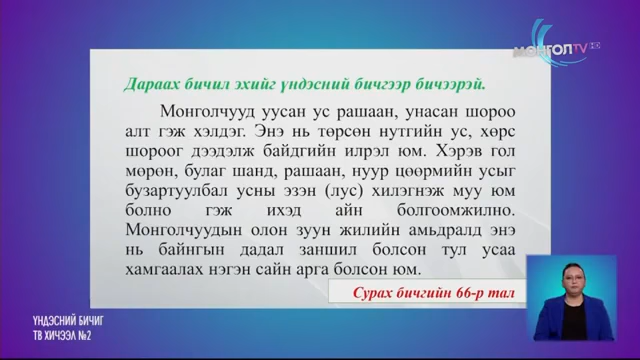 МОНГОЛTV HD
Дараах бичил эхийг үндэсний бичгээр бичээрэй.
Монголчууд уусан ус рашаан, унасан шороо
алт гэж хэлдэг. Энэ нь төрсөн нутгийн ус, хөрс
шороог дээдэлж байдгийн илрэл юм. Хэрэв гол
мөрөн, булаг шанд, рашаан, нуур цөөрмийн усыг
бузартуулбал усны эзэн (лус) хилэгнэж муу юм
болно гэж ихэд айн болгоомжилно.
Монголчуудын олон зуун жилийн амьдралд энэ
нь байнгын дадал заншил болсон тул усаа
хамгаалах нэгэн сайн арга болсон юм.
Сурах бичгийн 66-р тал
ҮНДЭСНИЙ БИЧИГ
ТВ ХИЧЭЭЛ №2